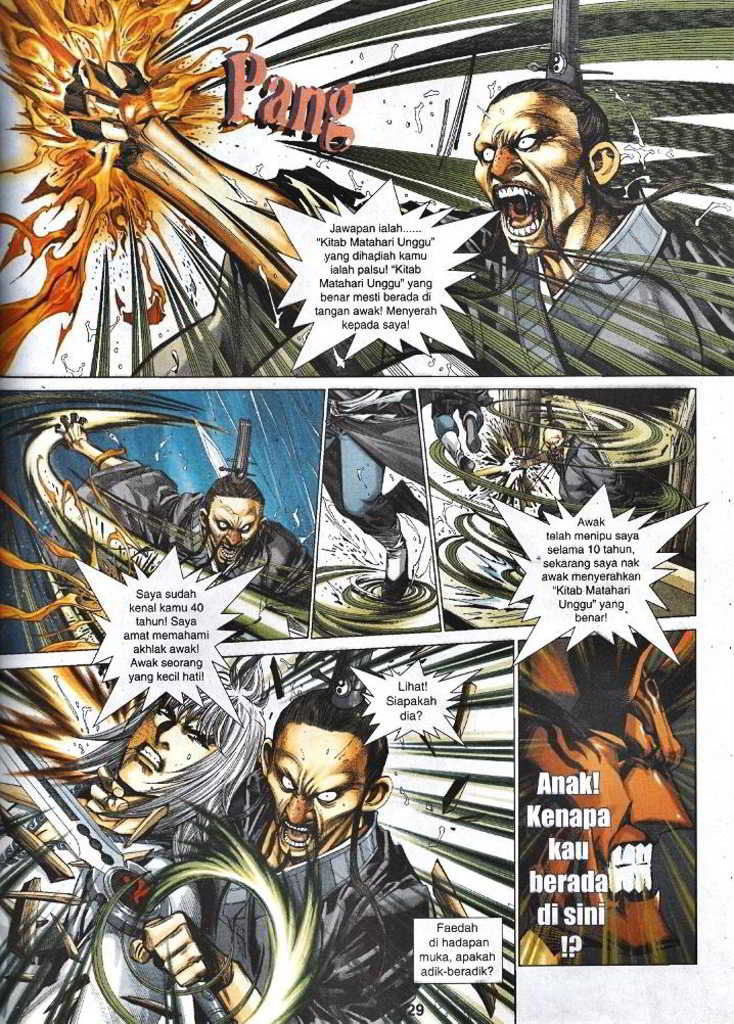 Pang
Jawapan ialah......
"Kitab Matahari Unggu"
yang dihadiah kamu
ialah palsu! "Kitab
Matahari Unggu" yang
benar mesti berada di
tangan awak! Menyerah
kepada saya!
Saya sudah
kenal kamu 40
tahun! Saya
amat memahami
akhlak awak!
Awak seorang
yang kecil hati!
Awak
telah menipu saya
selama 10 tahun,
sekarang saya nak
awak menyerahkan
"Kitab Matahari
Unggu" yang
benar!
Lihat!
Siapakah
dia?
Faedah
di hadapan
muka, apakah
adik-beradik?
Anak!
Kenapa
kau
berada
di sini
!?
29